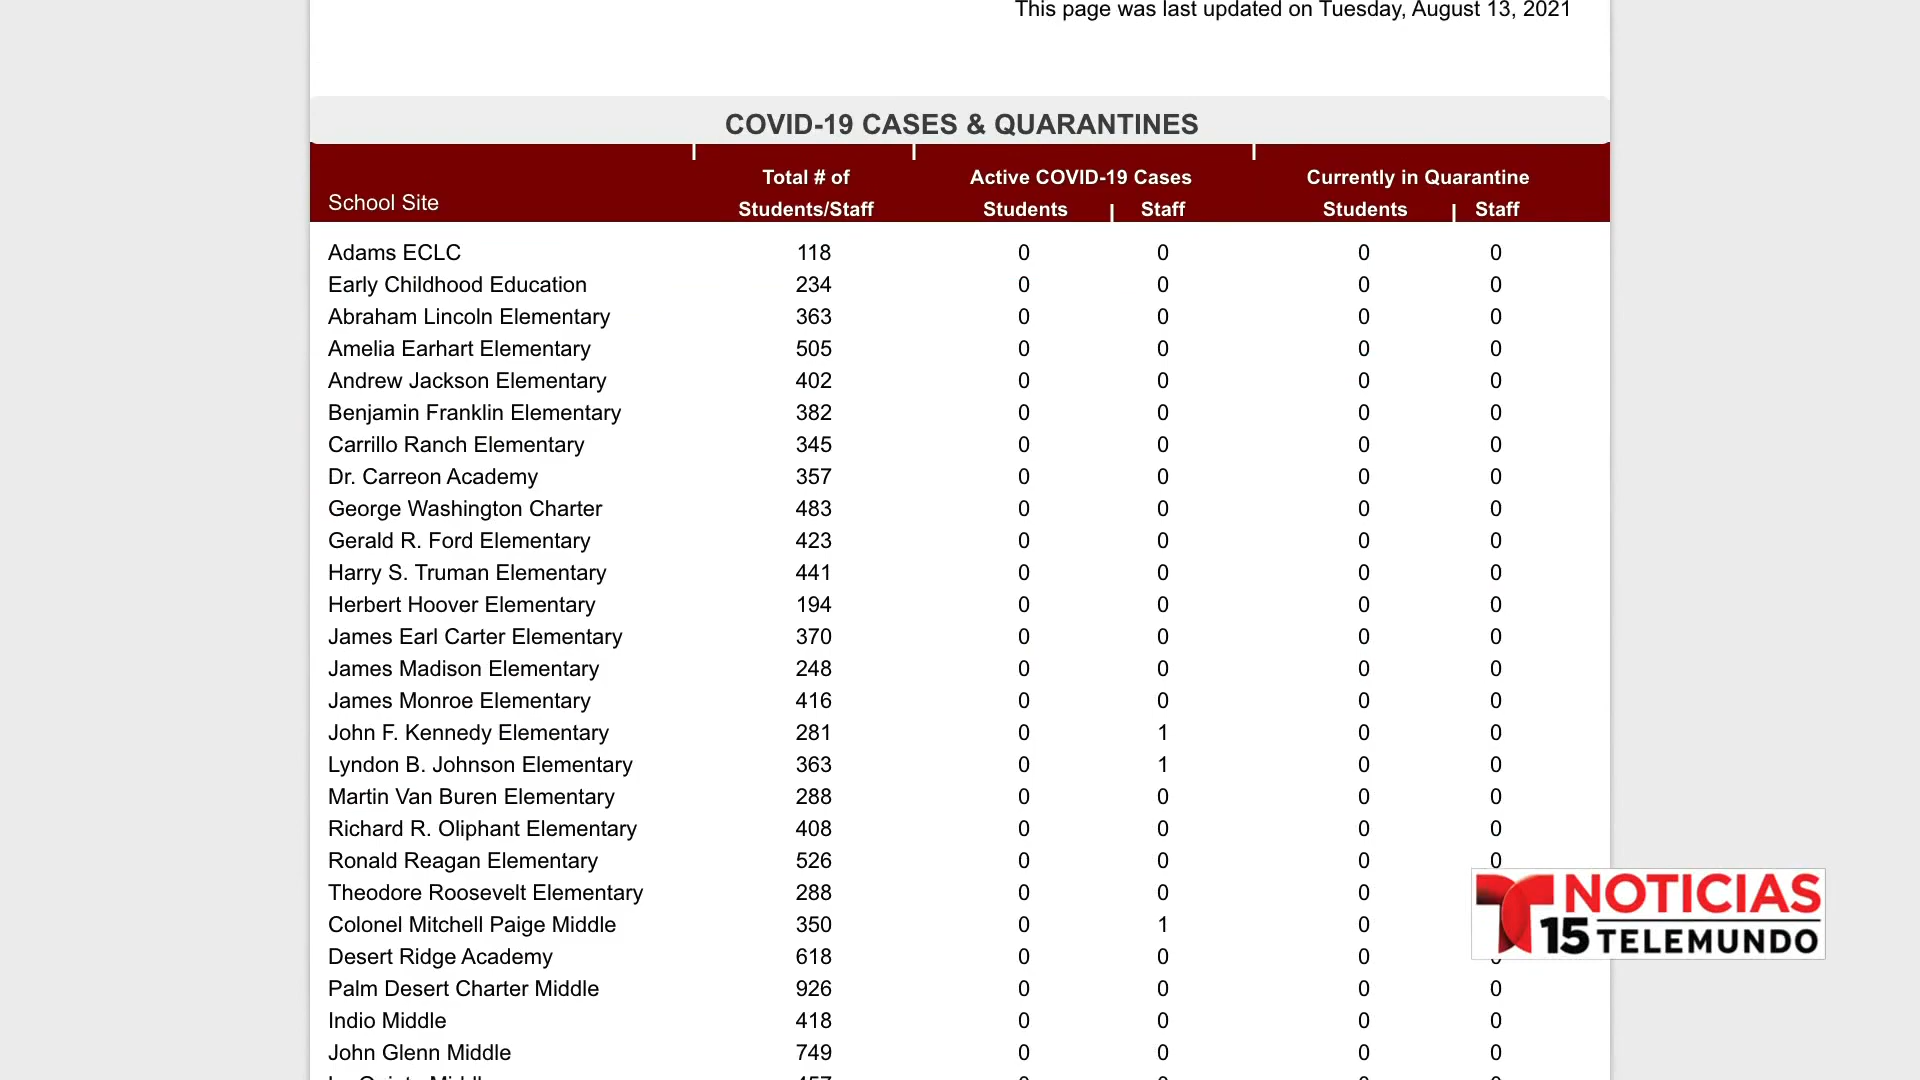 This page was last updated on Tuesday, August 13, 2021
COVID-19 CASES & QUARANTINES
School Site
Total # of Students/Staff
Active COVID-19 Cases
Students | Staff
Currently in Quarantine
Students | Staff
Adams ECLC 118 0 0 0 0
Early Childhood Education 234 0 0 0 0
Abraham Lincoln Elementary 363 0 0 0 0
Amelia Earhart Elementary 505 0 0 0 0
Andrew Jackson Elementary 402 0 0 0 0
Benjamin Franklin Elementary 382 0 0 0 0
Carrillo Ranch Elementary 345 0 0 0 0
Dr. Carreon Academy 357 0 0 0 0
George Washington Charter 483 0 0 0 0
Gerald R. Ford Elementary 423 0 0 0 0
Harry S. Truman Elementary 441 0 0 0 0
Herbert Hoover Elementary 194 0 0 0 0
James Earl Carter Elementary 370 0 0 0 0
James Madison Elementary 248 0 0 0 0
James Monroe Elementary 416 0 0 0 0
John F. Kennedy Elementary 281 0 1 0 0
Lyndon B. Johnson Elementary 363 0 1 0 0
Martin Van Buren Elementary 288 0 0 0 0
Richard R. Oliphant Elementary 408 0 0 0 0
Ronald Reagan Elementary 526 0 0 0 0
Theodore Roosevelt Elementary 288 0 0 0
Colonel Mitchell Paige Middle 350 0 1 0
Desert Ridge Academy 618 0 0 0
Palm Desert Charter Middle 926 0 0 0 0
Indio Middle 418 0 0 0 0
John Glenn Middle 749 0 0 0 0
NOTICIAS
15 TELEMUNDO